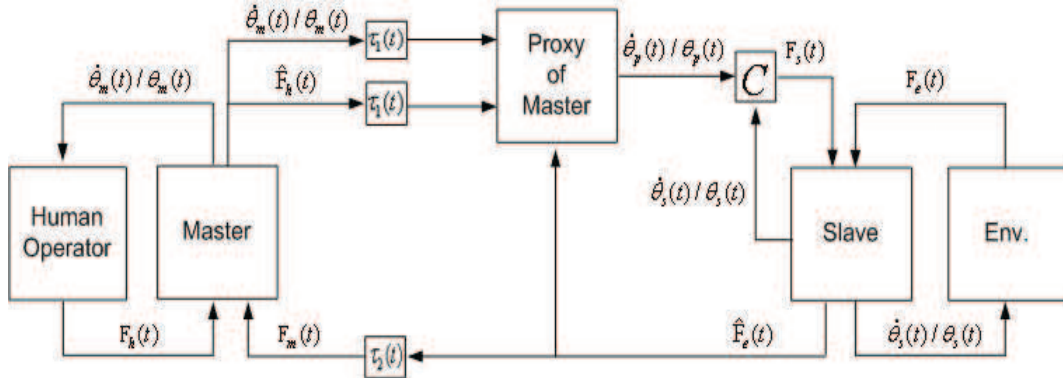 θ̇ₘ(t) / θₘ(t)
τ₁(t)
Proxy
of
Master
θ̇ₚ(t) / θₚ(t)
Fₛ(t)
θ̇ₘ(t) / θₘ(t)
F̂ₕ(t)
τ₁(t)
C
Fₑ(t)
Human
Operator
Master
θ̇ₛ(t) / θₛ(t)
Slave
Env.
Fₕ(t)
Fₘ(t)
τ₂(t)
F̂ₑ(t)
θ̇ₛ(t) / θₛ(t)